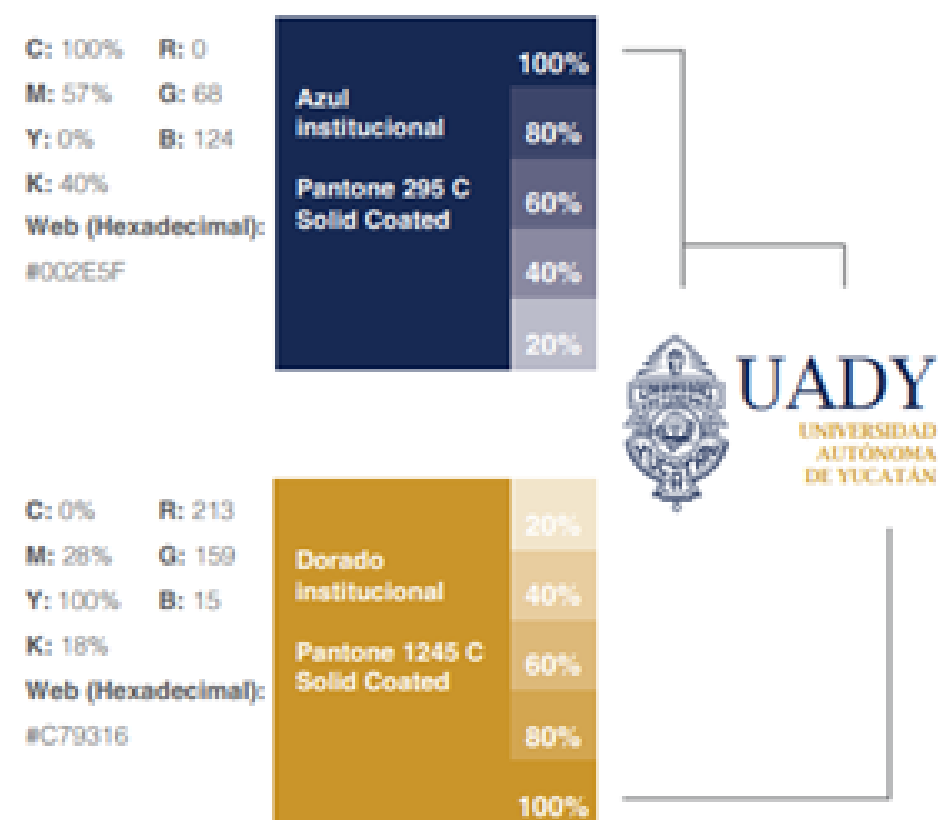 C: 100% R: 0
M: 57% G: 68
Y: 0% B: 124
K: 40%
Web (Hexadecimal):
#002E5F
Azul
institucional
Pantone 295 C
Solid Coated
100%
80%
60%
40%
20%
UADY
UNIVERSIDAD
AUTÓNOMA
DE YUCATÁN
C: 0% R: 213
M: 28% G: 159
Y: 100% B: 15
K: 18%
Web (Hexadecimal):
#C79316
Dorado
institucional
Pantone 1245 C
Solid Coated
20%
40%
60%
80%
100%